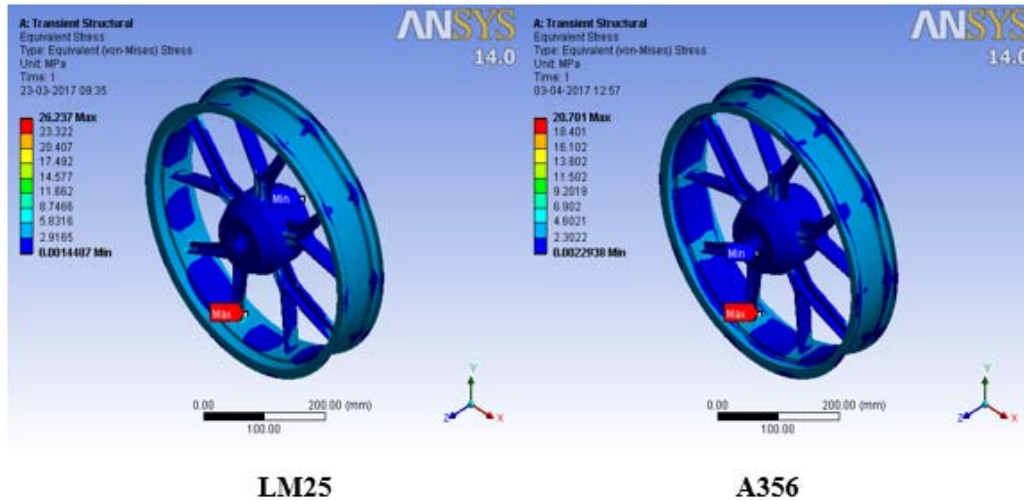 A: Transient Structural
Equivalent Stress
Type: Equivalent (von-Mises) Stress
Unit: MPa
Time: 1
23-03-2017 09:35
26.237 Max
23.322
20.407
17.492
14.577
11.662
8.7466
5.8316
2.9165
0.0014407 Min
ANSYS
14.0
Min
Max
0.00
200.00 (mm)
100.00
Y
Z
X
LM25
A: Transient Structural
Equivalent Stress
Type: Equivalent (von-Mises) Stress
Unit: MPa
Time: 1
03-04-2017 12:57
20.701 Max
18.401
16.102
13.802
11.502
9.2019
6.902
4.6021
2.3022
0.0022938 Min
ANSYS
14.0
Min
Max
0.00
200.00 (mm)
100.00
Y
Z
X
A356